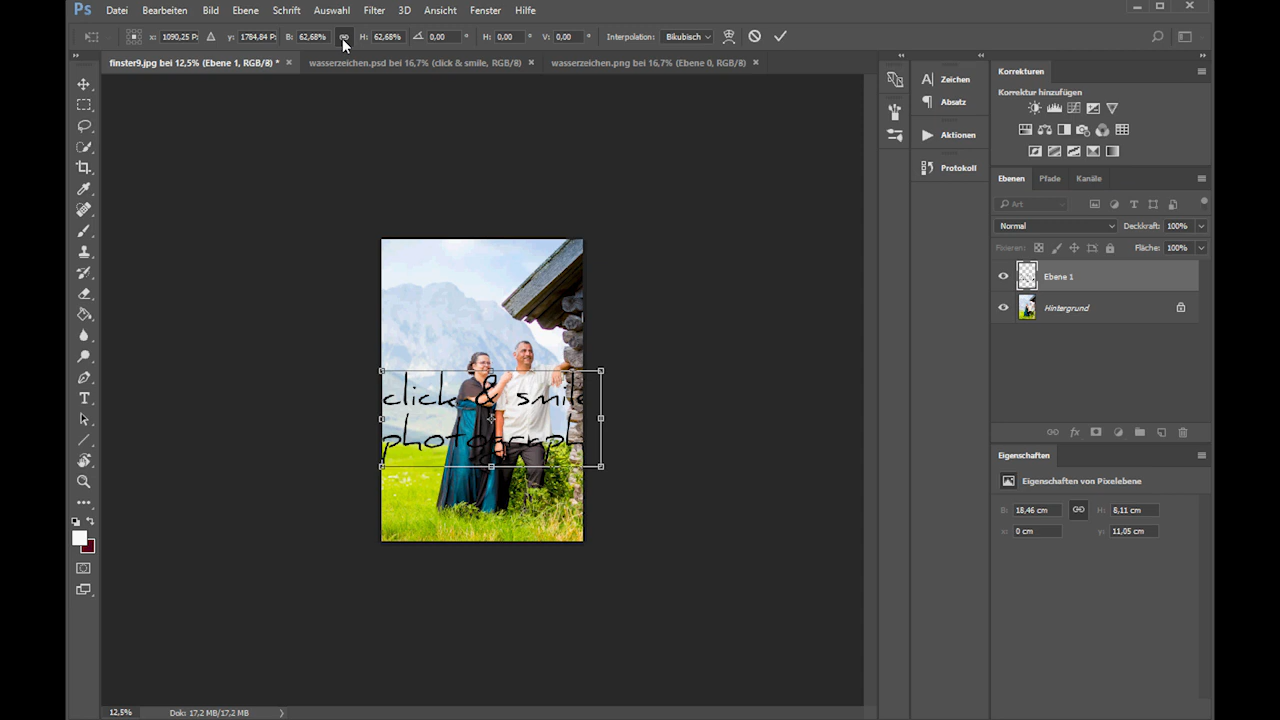 Ps Datei Bearbeiten Bild Ebene Schrift Auswahl Filter 3D Ansicht Fenster Hilfe
x: 1090,25 P: y: 1784,84 P: B: 62,68% H: 62,68% 0,00 ° H: 0,00 ° V: 0,00 ° Interpolation: Bikubisch
finster9.jpg bei 12,5% (Ebene 1, RGB/8) * × wasserzeichen.psd bei 16,7% (click & smile, RGB/8) × wasserzeichen.png bei 16,7% (Ebene 0, RGB/8) ×
Zeichen
Absatz
Aktionen
Protokoll
Korrekturen
Korrektur hinzufügen
Ebenen Pfade Kanäle
Art
Normal Deckkraft: 100%
Fixieren: Fläche: 100%
Ebene 1
Hintergrund
click & smile
photograph
Eigenschaften
Eigenschaften von Pixelebene
B: 18,46 cm H: 8,11 cm
x: 0 cm y: 11,05 cm
12,5% Dok: 17,2 MB/17,2 MB